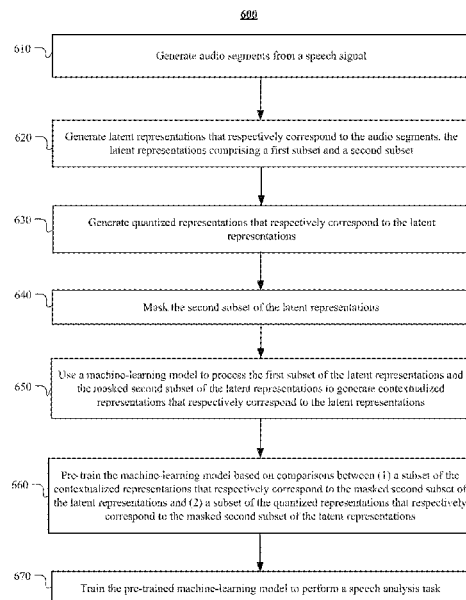 600
610
Generate audio segments from a speech signal
620
Generate latent representations that respectively correspond to the audio segments, the
latent representations comprising a first subset and a second subset
630
Generate quantized representations that respectively correspond to the latent
representations
640
Mask the second subset of the latent representations
650
Use a machine-learning model to process the first subset of the latent representations and
the masked second subset of the latent representations to generate contextualized
representations that respectively correspond to the latent representations
660
Pre-train the machine-learning model based on comparisons between (1) a subset of the
contextualized representations that respectively correspond to the masked second subset of
the latent representations and (2) a subset of the quantized representations that respectively
correspond to the masked second subset of the latent representations
670
Train the pre-trained machine-learning model to perform a speech analysis task